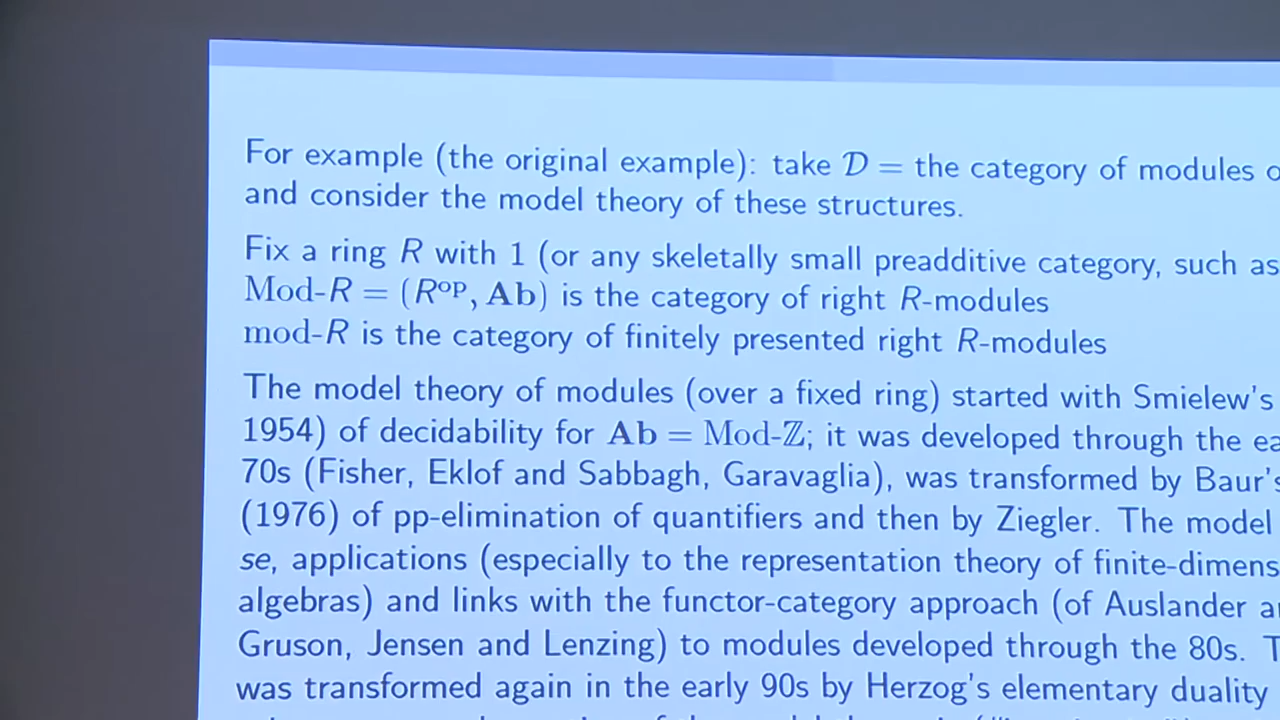 For example (the original example): take 𝒟 = the category of modules
and consider the model theory of these structures.
Fix a ring R with 1 (or any skeletally small preadditive category, such as
Mod-R = (Rᵒᵖ, Ab) is the category of right R-modules
mod-R is the category of finitely presented right R-modules
The model theory of modules (over a fixed ring) started with Smielew's
1954) of decidability for Ab = Mod-ℤ; it was developed through the
70s (Fisher, Eklof and Sabbagh, Garavaglia), was transformed by Baur's
(1976) of pp-elimination of quantifiers and then by Ziegler. The model
se, applications (especially to the representation theory of finite-dimens
algebras) and links with the functor-category approach (of Auslander
Gruson, Jensen and Lenzing) to modules developed through the 80s.
was transformed again in the early 90s by Herzog's elementary duality